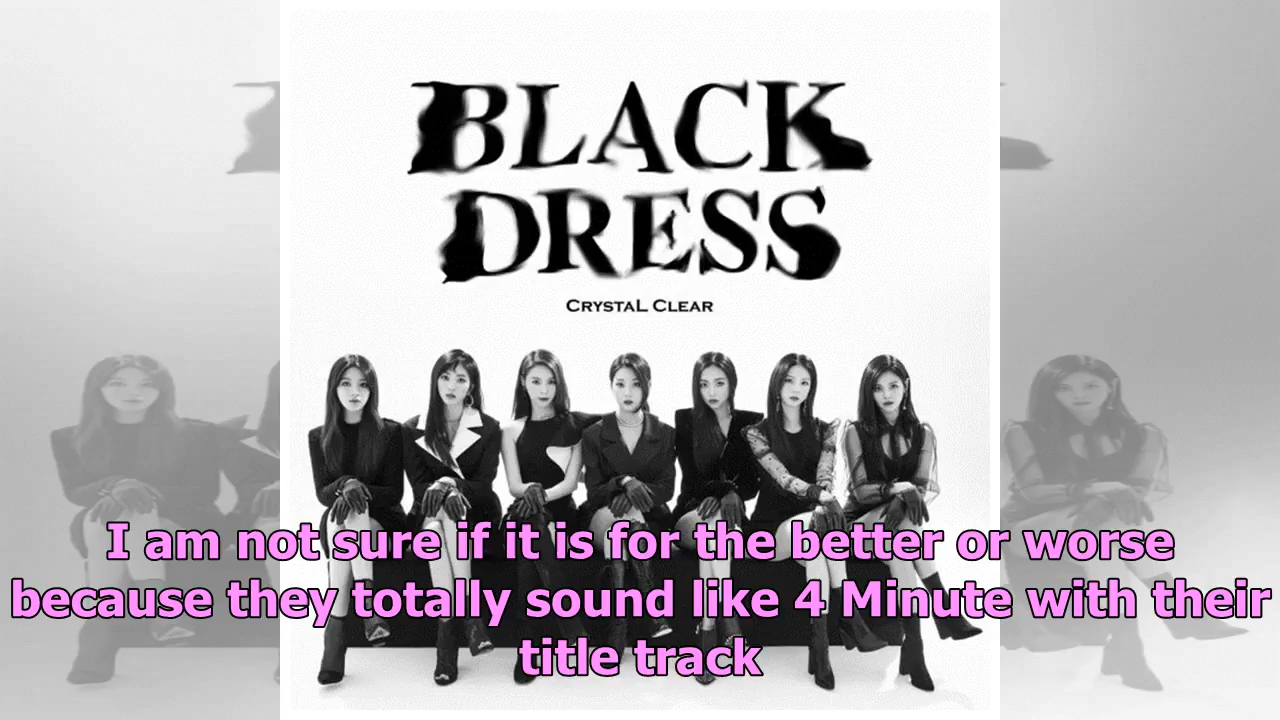 BLACK
DRESS
CRYSTAL CLEAR
I am not sure if it is for the better or worse
because they totally sound like 4 Minute with their
title track